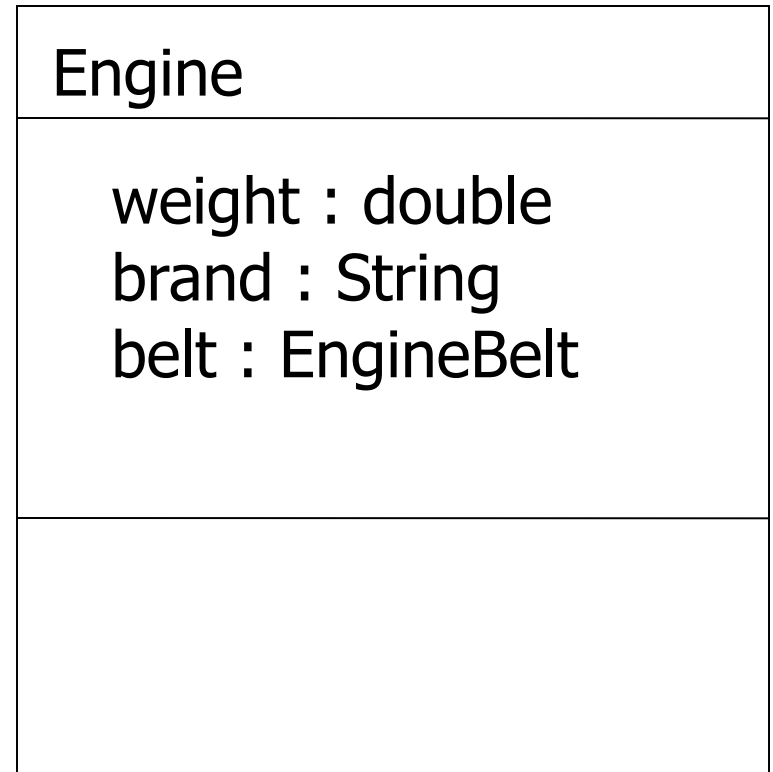 Engine
weight : double
brand : String
belt : EngineBelt